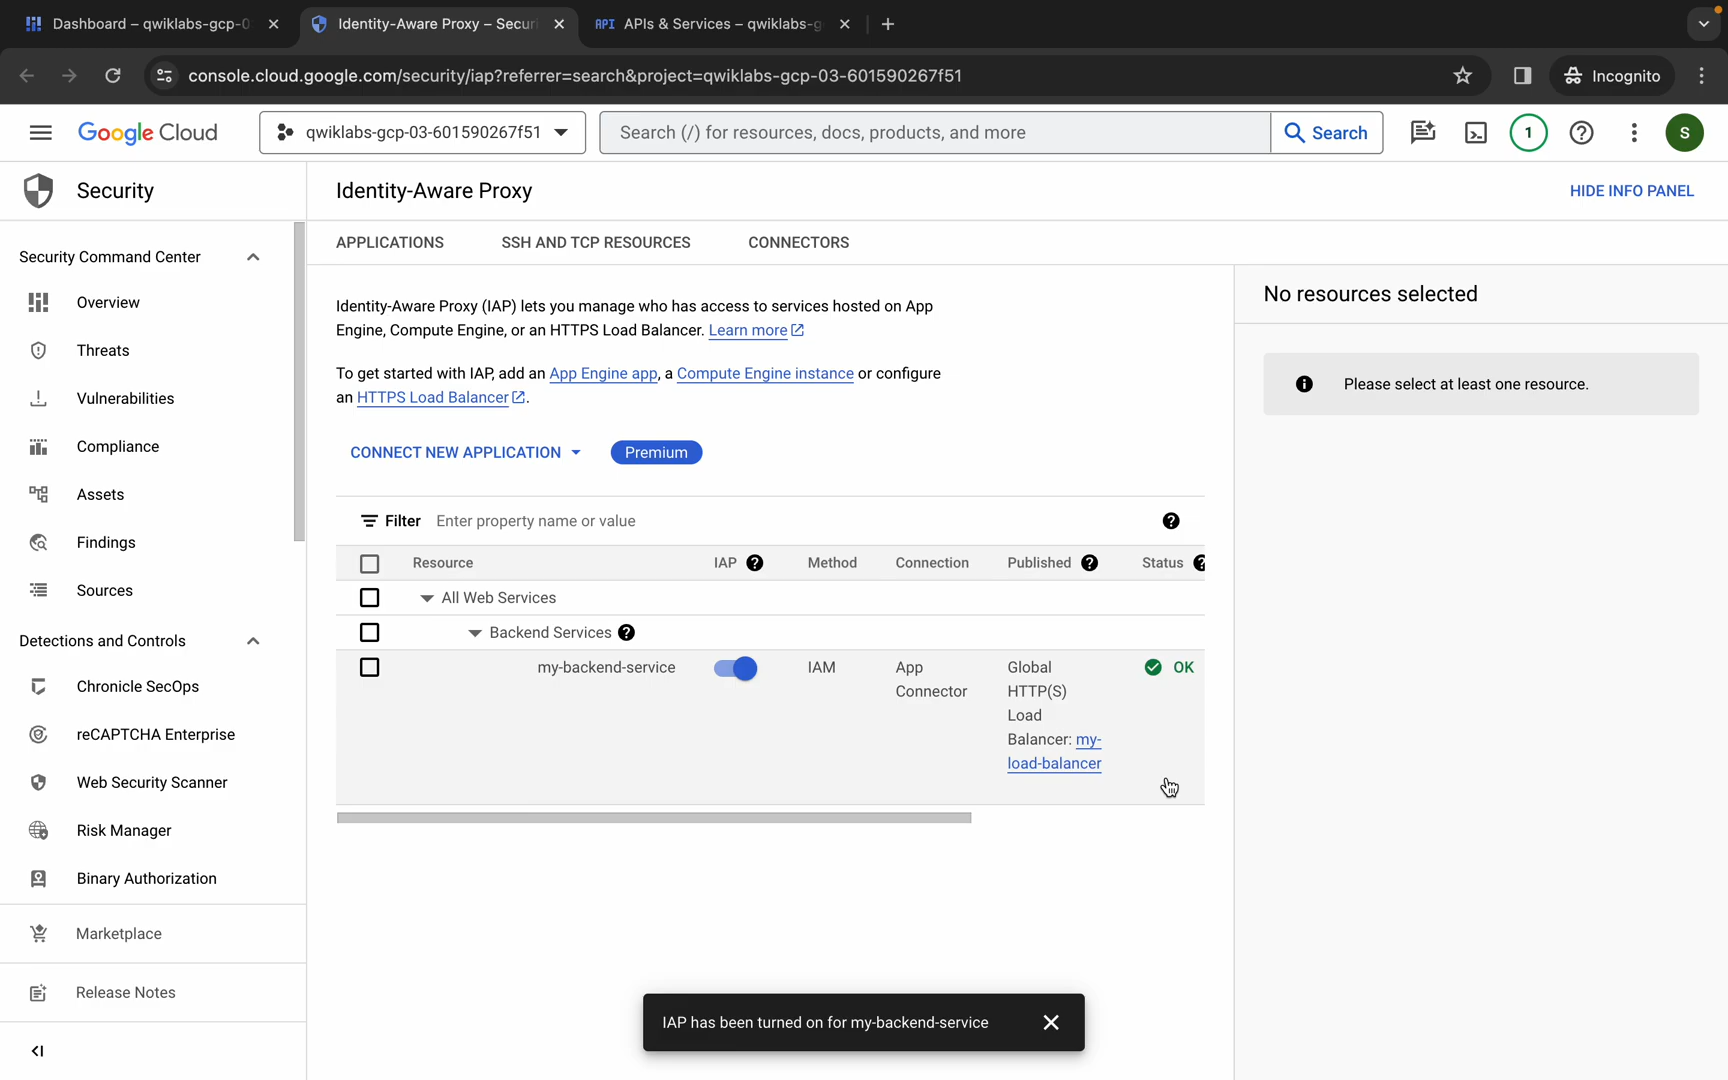 Dashboard – qwiklabs-gcp-0
Identity-Aware Proxy – Secur
API APIs & Services – qwiklabs-g
console.cloud.google.com/security/iap?referrer=search&project=qwiklabs-gcp-03-601590267f51
Incognito
Google Cloud
qwiklabs-gcp-03-601590267f51
Search (/) for resources, docs, products, and more
Search
1
S
Security
Identity-Aware Proxy
HIDE INFO PANEL
Security Command Center
Overview
Threats
Vulnerabilities
Compliance
Assets
Findings
Sources
Detections and Controls
Chronicle SecOps
reCAPTCHA Enterprise
Web Security Scanner
Risk Manager
Binary Authorization
Marketplace
Release Notes
APPLICATIONS
SSH AND TCP RESOURCES
CONNECTORS
Identity-Aware Proxy (IAP) lets you manage who has access to services hosted on App
Engine, Compute Engine, or an HTTPS Load Balancer. Learn more
To get started with IAP, add an App Engine app, a Compute Engine instance or configure
an HTTPS Load Balancer.
CONNECT NEW APPLICATION
Premium
Filter Enter property name or value
Resource IAP Method Connection Published Status
All Web Services
Backend Services
my-backend-service
IAM
App
Connector
Global
HTTP(S)
Load
Balancer: my-
load-balancer
OK
No resources selected
Please select at least one resource.
IAP has been turned on for my-backend-service